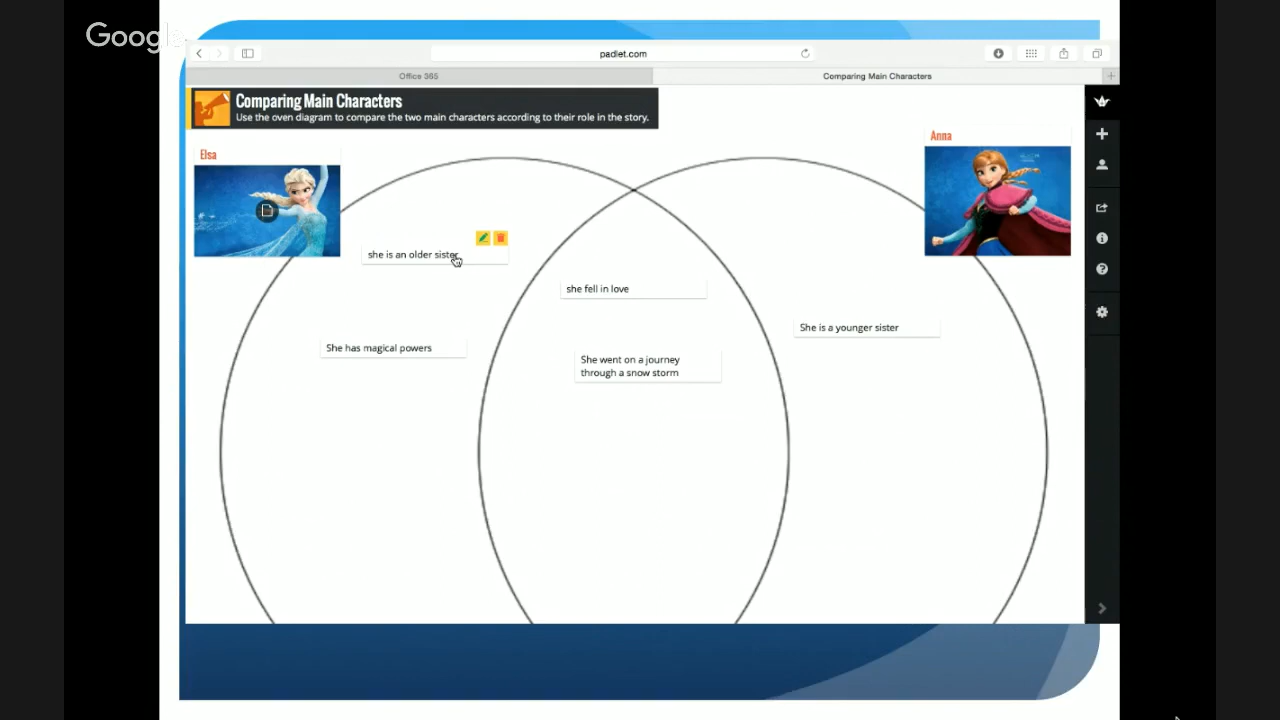 Google
padlet.com
Office 365
Comparing Main Characters
Comparing Main Characters
Use the oven diagram to compare the two main characters according to their role in the story.
Elsa
Anna
she is an older sister
she fell in love
She is a younger sister
She has magical powers
She went on a journey
through a snow storm